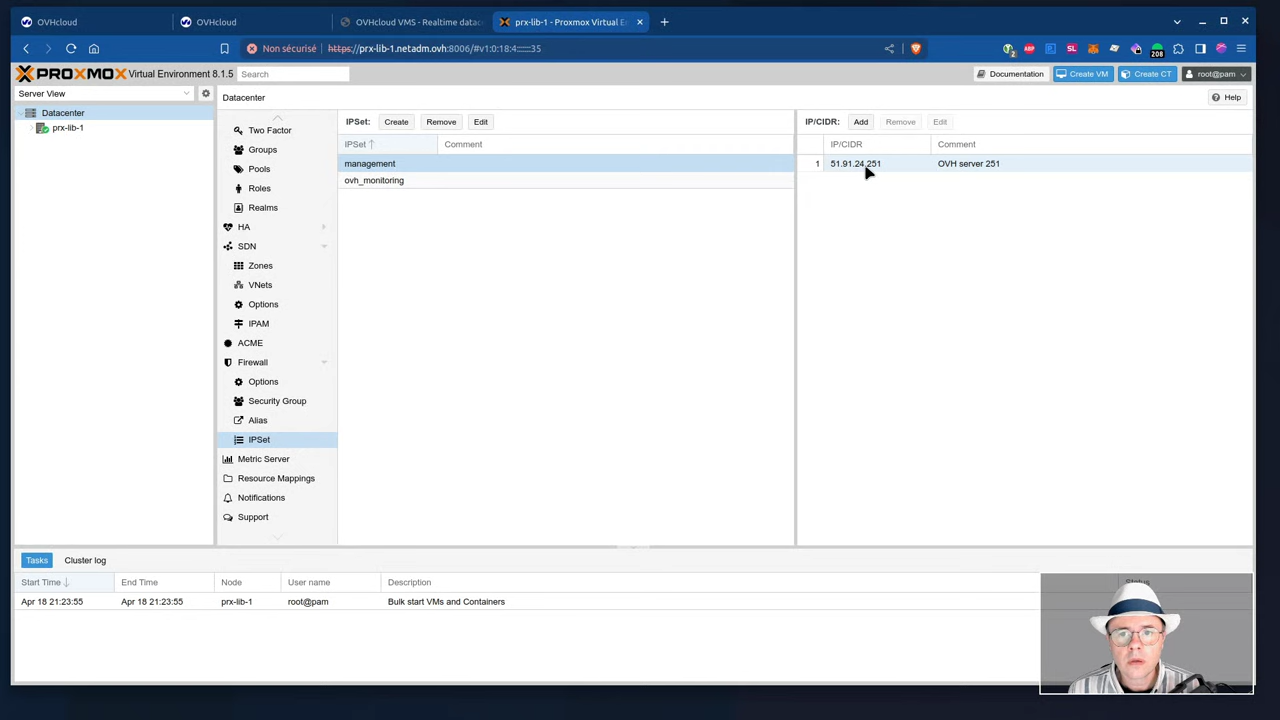 OVHcloud
OVHcloud
OVHcloud VMS - Realtime datac
prx-lib-1 - Proxmox Virtual En
Non sécurisé
https://prx-lib-1.netadm.ovh:8006/#v1:0:18:4:::::::35
PROXMOX Virtual Environment 8.1.5
Search
Documentation
Create VM
Create CT
root@pam
Server View
Datacenter
prx-lib-1
Datacenter
Help
Two Factor
Groups
Pools
Roles
Realms
HA
SDN
Zones
VNets
Options
IPAM
ACME
Firewall
Options
Security Group
Alias
IPSet
Metric Server
Resource Mappings
Notifications
Support
IPSet: Create Remove Edit
IPSet Comment
management
ovh_monitoring
IP/CIDR: Add Remove Edit
IP/CIDR Comment
1 51.91.24.251 OVH server 251
Tasks Cluster log
Start Time End Time Node User name Description Status
Apr 18 21:23:55 Apr 18 21:23:55 prx-lib-1 root@pam Bulk start VMs and Containers
ABP
SL
2
208